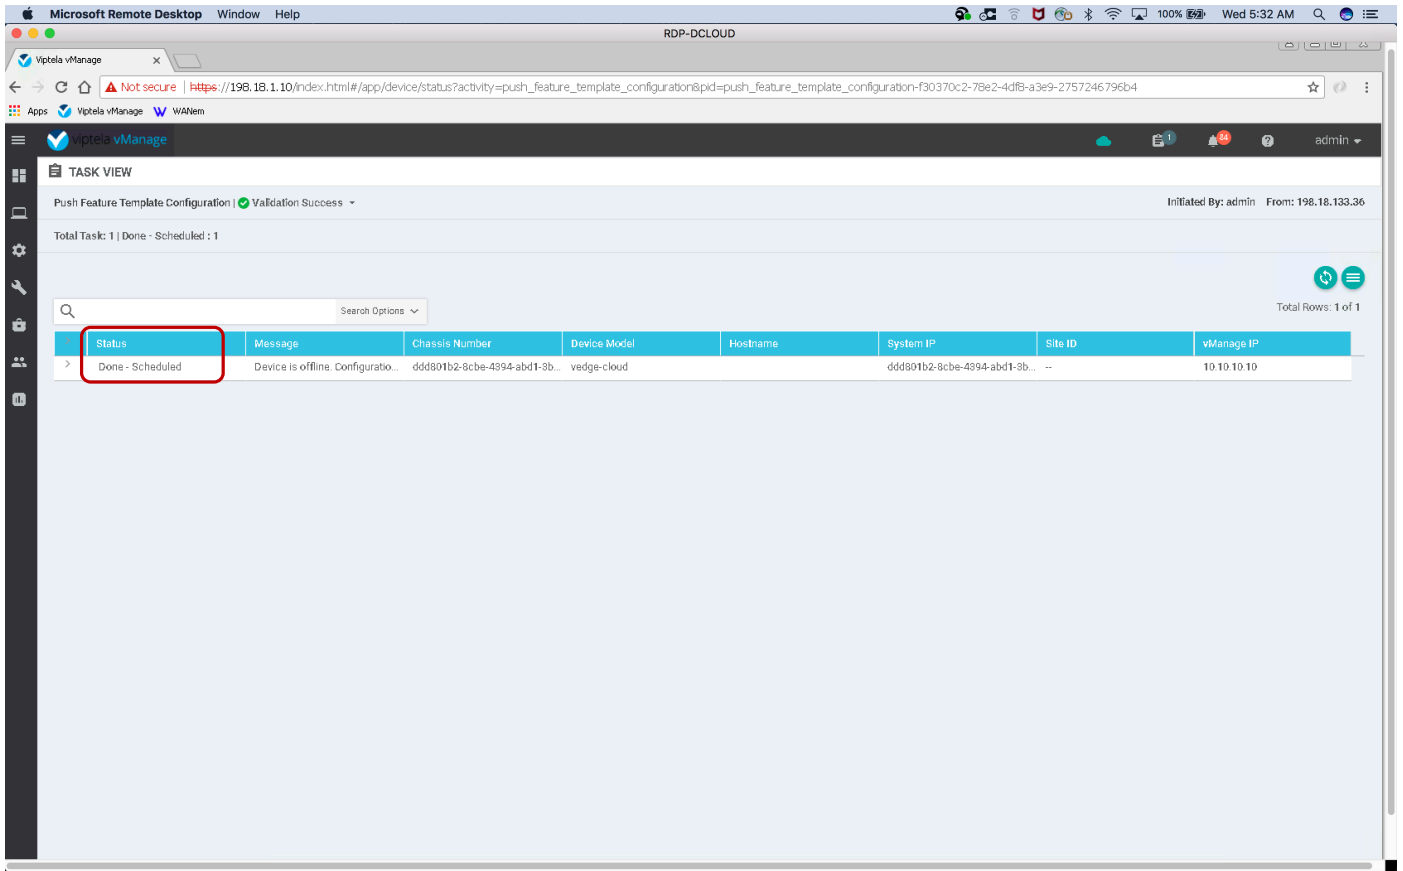 Microsoft Remote Desktop Window Help 100% Wed 5:32 AM
RDP-DCLOUD
Viptela vManage
Not secure | https://198.18.1.10/index.html#/app/device/status?activity=push_feature_template_configuration&pid=push_feature_template_configuration-f30370c2-78e2-4df8-a3e9-2757246796b4
Apps Viptela vManage WANem
viptela vManage 1 84 admin
TASK VIEW
Push Feature Template Configuration | Validation Success Initiated By: admin From: 198.18.133.36
Total Task: 1 | Done - Scheduled : 1
Search Options Total Rows: 1 of 1
Status Message Chassis Number Device Model Hostname System IP Site ID vManage IP
Done - Scheduled Device is offline. Configuratio... ddd801b2-8cbe-4394-abd1-3b... vedge-cloud ddd801b2-8cbe-4394-abd1-3b... -- 10.10.10.10